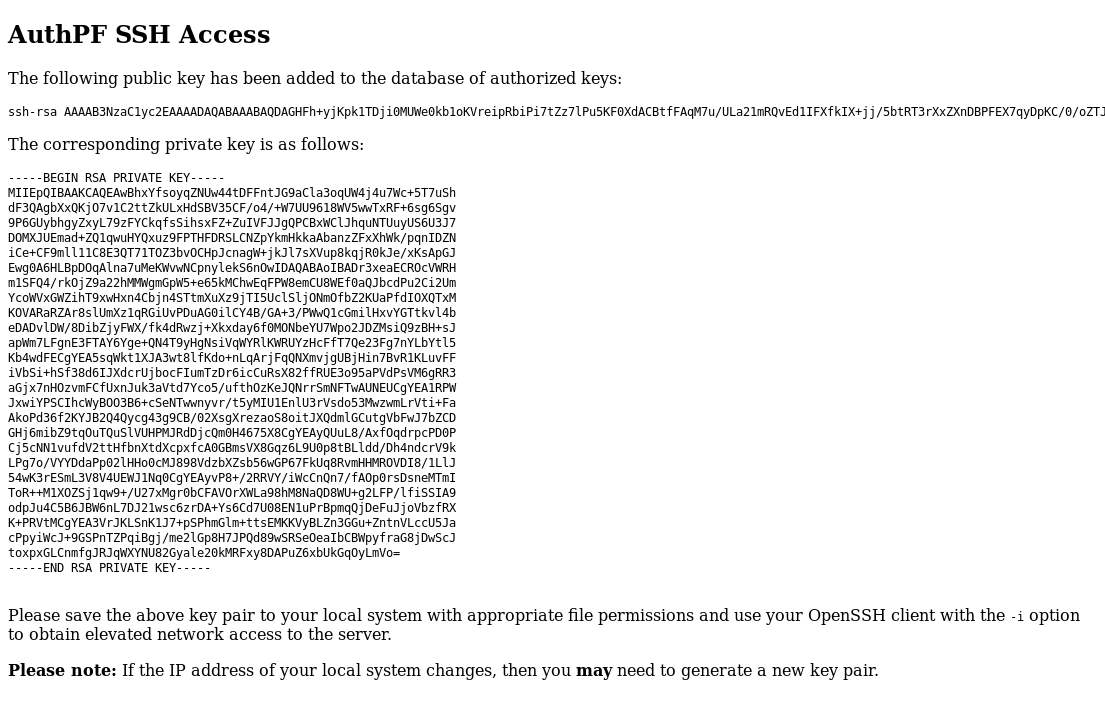 AuthPF SSH Access
The following public key has been added to the database of authorized keys:
ssh-rsa AAAAB3NzaC1yc2EAAAADAQABAAABAQDAGHFh+yjKpk1TDji0MUWe0kb1oKVreipRbiPi7tZz7lPu5KF0XdACBtfFAqM7u/ULa21mRQvEd1IFXfkIX+jj/5btRT3rXxZXnDBPFEX7qyDpKC/0/oZTJ
The corresponding private key is as follows:
-----BEGIN RSA PRIVATE KEY-----
MIIEpQIBAAKCAQEAwBhxYfsoyqZNUw44tDFFntJG9aCla3oqUW4j4u7Wc+5T7uSh
dF3QAgbXxQKjO7v1C2ttZkULxHdSBV35CF/o4/+W7UU9618WV5wwTxRF+6sg6Sgv
9P6GUybhgyZxyL79zFYCkqfsSihsxFZ+ZuIVFJJgQPCBxWClJhquNTUuyUS6U3J7
DOMXJUEmad+ZQ1qwuHYQxuz9FPTHFDRSLCNZpYkmHkkaAbanzZFxXhWk/pqnIDZN
iCe+CF9mll11C8E3QT71TOZ3bvOCHpJcnagW+jkJl7sXVup8kqjR0kJe/xKsApGJ
Ewg0A6HLBpDOqAlna7uMeKWvwNCpnylekS6nOwIDAQABAoIBADr3xeaECROcVWRH
m1SFQ4/rkOjZ9a22hMMWgmGpW5+e65kMChwEqFPW8emCU8WEf0aQJbcdPu2Ci2Um
YcoWVxGWZihT9xwHxn4Cbjn4STtmXuXz9jTI5UclSljONmOfbZ2KUaPfdIOXQTxM
KOVARaRZAr8slUmXz1qRGiUvPDuAG0ilCY4B/GA+3/PWwQ1cGmilHxvYGTtkvl4b
eDADvlDW/8DibZjyFWX/fk4dRwzj+Xkxday6f0MONbeYU7Wpo2JDZMsiQ9zBH+sJ
apWm7LFgnE3FTAY6Yge+QN4T9yHgNsiVqWYRlKWRUYzHcFfT7Qe23Fg7nYLbYtl5
Kb4wdFECgYEA5sqWkt1XJA3wt8lfKdo+nLqArjFqQNXmvjgUBjHin7BvR1KLuvFF
iVbSi+hSf38d6IJXdcrUjbocFIumTzDr6icCuRsX82ffRUE3o95aPVdPsVM6gRR3
aGjx7nHOzvmFCfUxnJuk3aVtd7Yco5/ufthOzKeJQNrrSmNFTwAUNEUCgYEA1RPW
JxwiYPSCIhcWyBOO3B6+cSeNTwwnyvr/t5yMIU1EnlU3rVsdo53MwzwmLrVti+Fa
AkoPd36f2KYJB2Q4Qycg43g9CB/02XsgXrezaoS8oitJXQdmlGCutgVbFwJ7bZCD
GHj6mibZ9tqOuTQuSlVUHPMJRdDjcQm0H4675X8CgYEAyQUuL8/AxfOqdrpcPD0P
Cj5cNN1vufdV2ttHfbnXtdXcpxfcA0GBmsVX8Gqz6L9U0p8tBLldd/Dh4ndcrV9k
LPg7o/VYYDdaPp02lHHo0cMJ898VdzbXZsb56wGP67FkUq8RvmHHMROVDI8/1LlJ
54wK3rESmL3V8V4UEWJ1Nq0CgYEAyvP8+/2RRVY/iWcCnQn7/fAOp0rsDsneMTmI
ToR++M1XOZSj1qw9+/U27xMgr0bCFAVOrXWLa98hM8NaQD8WU+g2LFP/lfiSSIA9
odpJu4C5B6JBW6nL7DJ21wsc6zrDA+Ys6Cd7U08EN1uPrBpmqQjDeFuJjoVbzfRX
K+PRVtMCgYEA3VrJKLSnK1J7+pSPhmGlm+ttsEMKKVyBLZn3GGu+ZntnVLccU5Ja
cPpyiWcJ+9GSPnTZPqiBgj/me2lGp8H7JPQd89wSRSeOeaIbCBWpyfraG8jDwScJ
toxpxGLCnmfgJRJqWXYNU82Gyale20kMRFxy8DAPuZ6xbUkGqOyLmVo=
-----END RSA PRIVATE KEY-----
Please save the above key pair to your local system with appropriate file permissions and use your OpenSSH client with the -i option
to obtain elevated network access to the server.
Please note: If the IP address of your local system changes, then you may need to generate a new key pair.